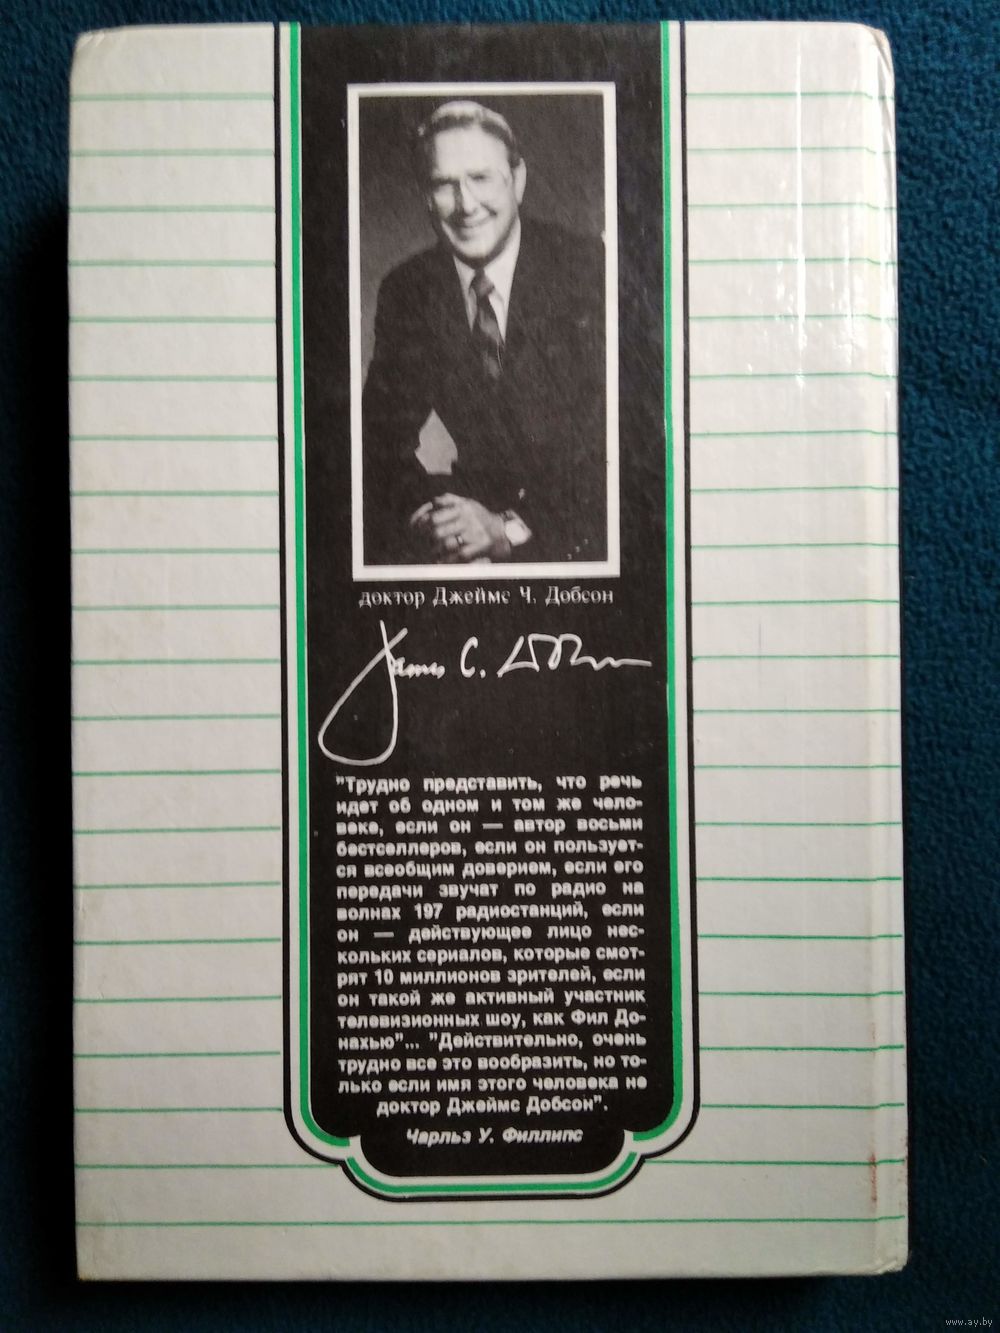 доктор Джеймс Ч. Добсон
James C. Dobson
"Трудно представить, что речь
идет об одном и том же чело-
веке, если он — автор восьми
бестселлеров, если он пользует-
ся всеобщим доверием, если его
передачи звучат по радио на
волнах 197 радиостанций, если
он — действующее лицо нес-
кольких сериалов, которые смот-
рят 10 миллионов зрителей, если
он такой же активный участник
телевизионных шоу, как Фил До-
нахью"... "Действительно, очень
трудно все это вообразить, но то-
лько если имя этого человека не
доктор Джеймс Добсон".
Чарльз У. Филлипс
www.ay.by